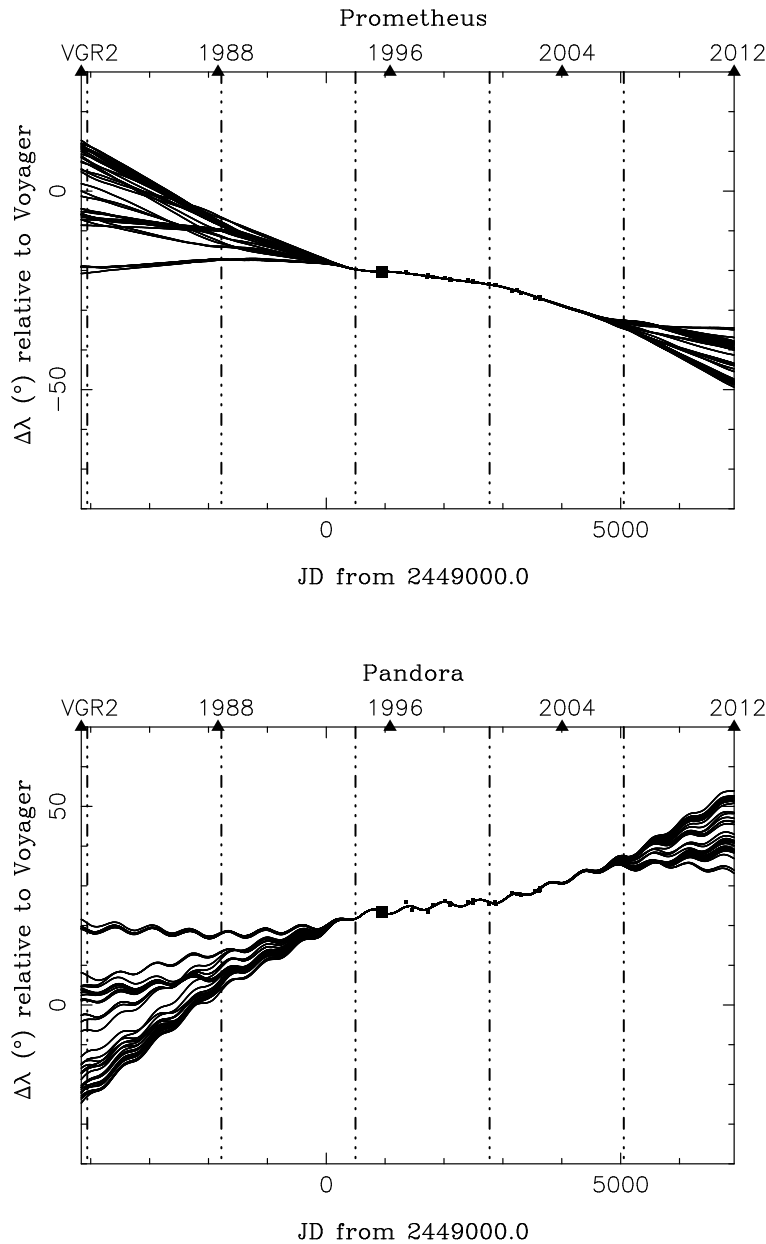 Prometheus
VGR2 1988 1996 2004 2012
0
−50
Δλ (°) relative to Voyager
0 5000
JD from 2449000.0
Pandora
VGR2 1988 1996 2004 2012
50
0
Δλ (°) relative to Voyager
0 5000
JD from 2449000.0